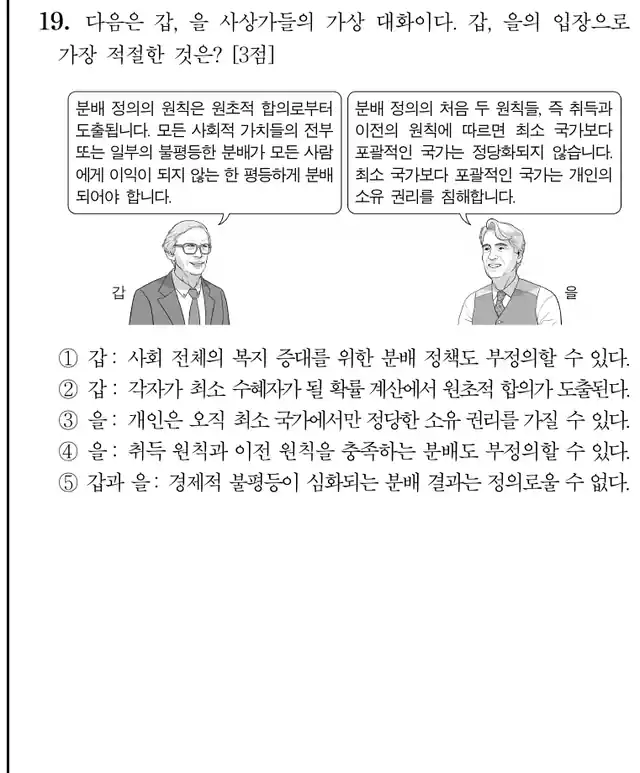 19. 다음은 갑, 을 사상가들의 가상 대화이다. 갑, 을의 입장으로
가장 적절한 것은? [3점]
분배 정의의 원칙은 원초적 합의로부터
도출됩니다. 모든 사회적 가치들의 전부
또는 일부의 불평등한 분배가 모든 사람
에게 이익이 되지 않는 한 평등하게 분배
되어야 합니다.
분배 정의의 처음 두 원칙들, 즉 취득과
이전의 원칙에 따르면 최소 국가보다
포괄적인 국가는 정당화되지 않습니다.
최소 국가보다 포괄적인 국가는 개인의
소유 권리를 침해합니다.
갑
을
① 갑: 사회 전체의 복지 증대를 위한 분배 정책도 부정의할 수 있다.
② 갑: 각자가 최소 수혜자가 될 확률 계산에서 원초적 합의가 도출된다.
③ 을: 개인은 오직 최소 국가에서만 정당한 소유 권리를 가질 수 있다.
④ 을: 취득 원칙과 이전 원칙을 충족하는 분배도 부정의할 수 있다.
⑤ 갑과 을: 경제적 불평등이 심화되는 분배 결과는 정의로울 수 없다.